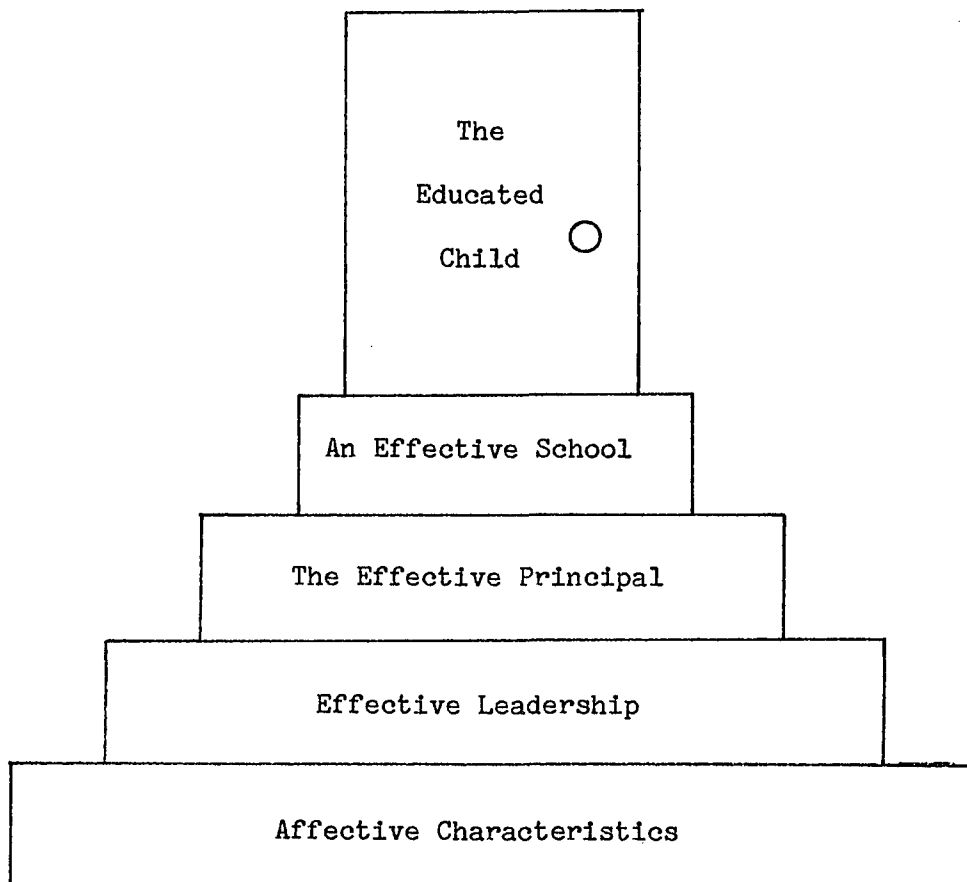 The
Educated
Child
An Effective School
The Effective Principal
Effective Leadership
Affective Characteristics